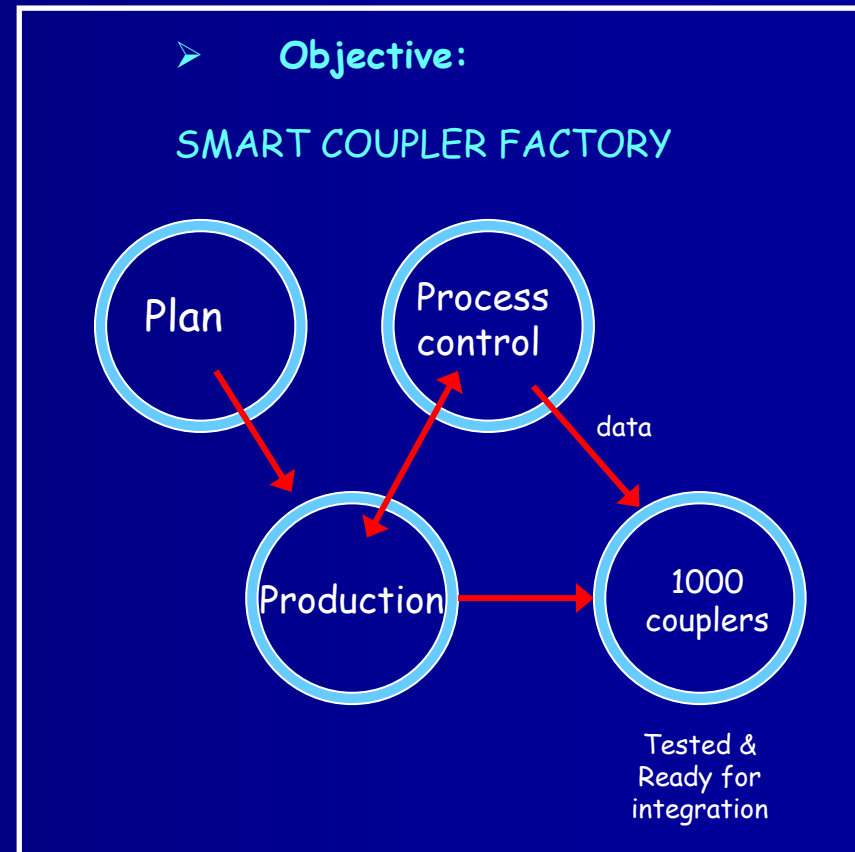 ➢ Objective:
SMART COUPLER FACTORY
Plan
Process
control
data
Production
1000
couplers
Tested &
Ready for
integration